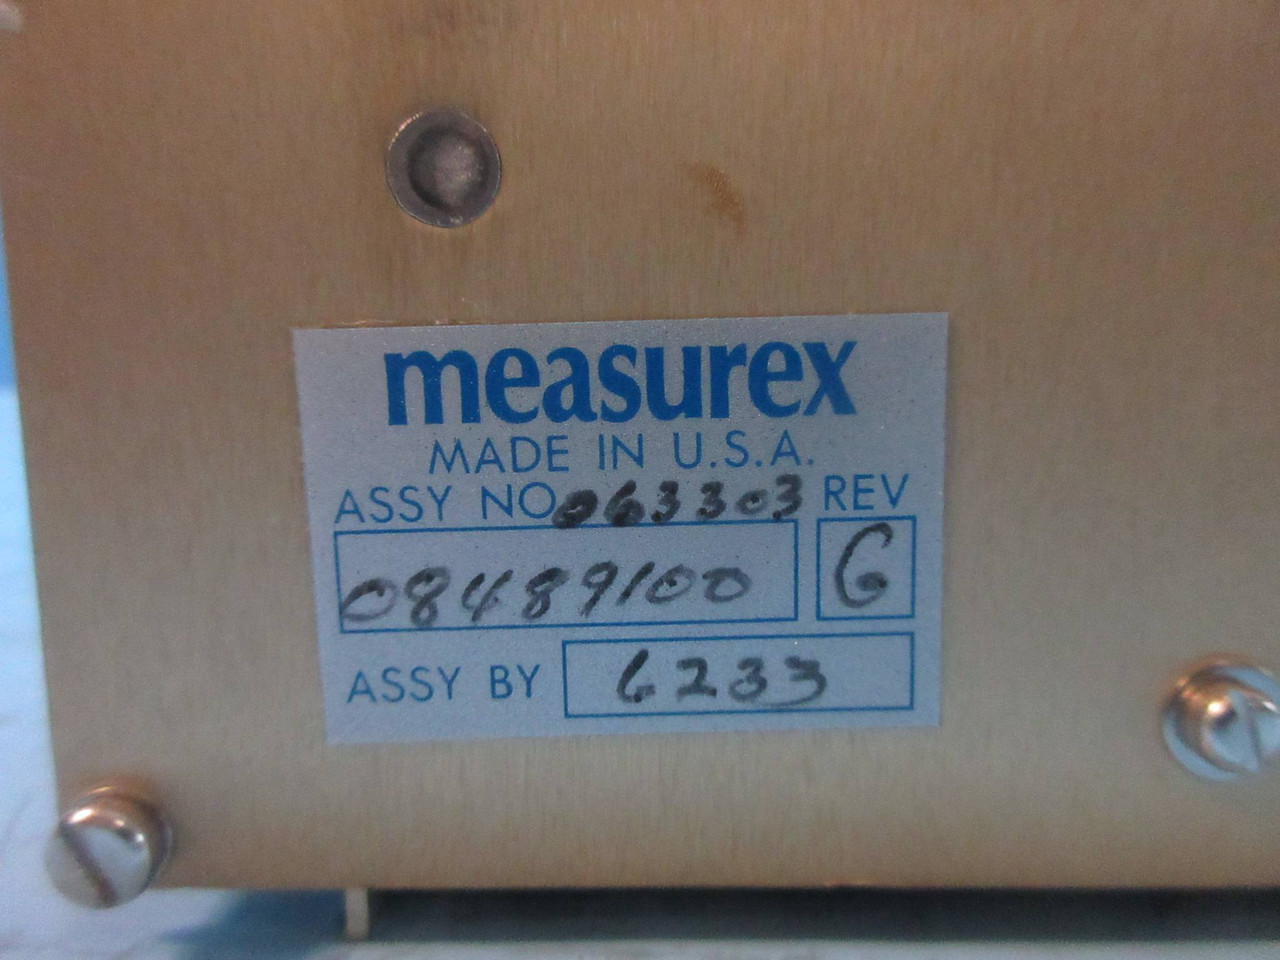 measurex
MADE IN U.S.A.
ASSY NO 063303 REV
08489100 G
ASSY BY 6233